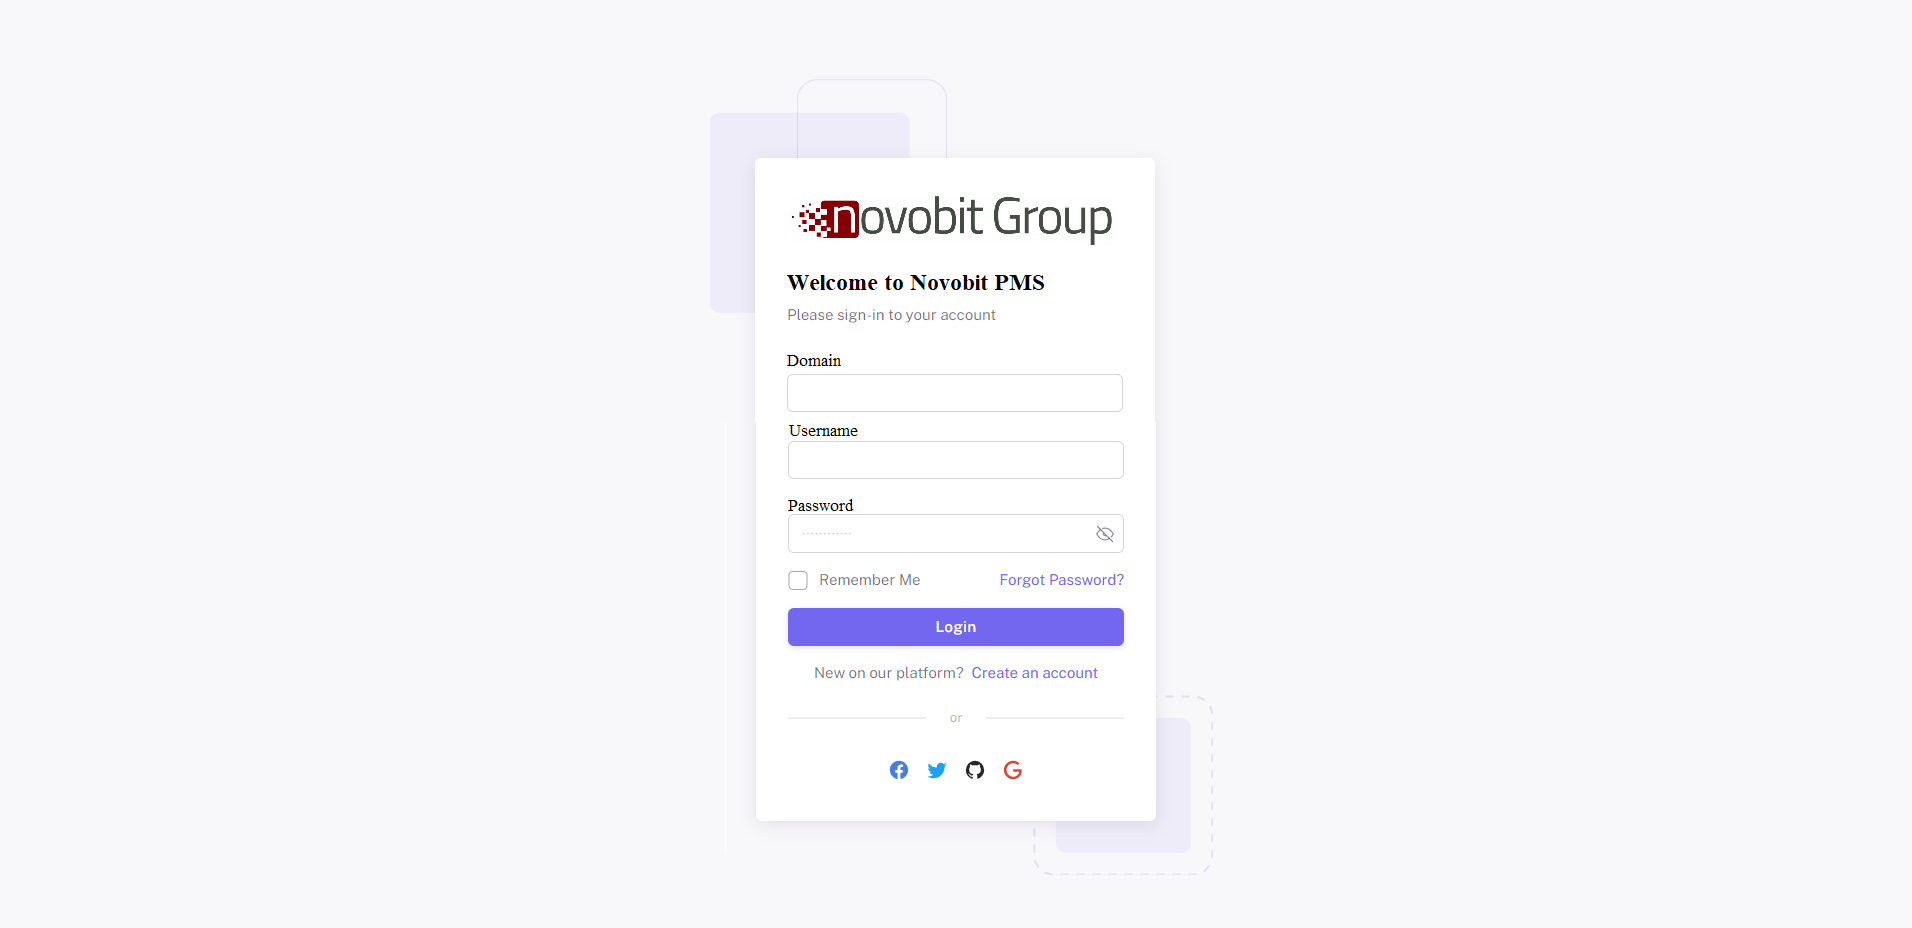 novobit Group
Welcome to Novobit PMS
Please sign-in to your account
Domain
Username
Password
············
Remember Me Forgot Password?
Login
New on our platform? Create an account
or